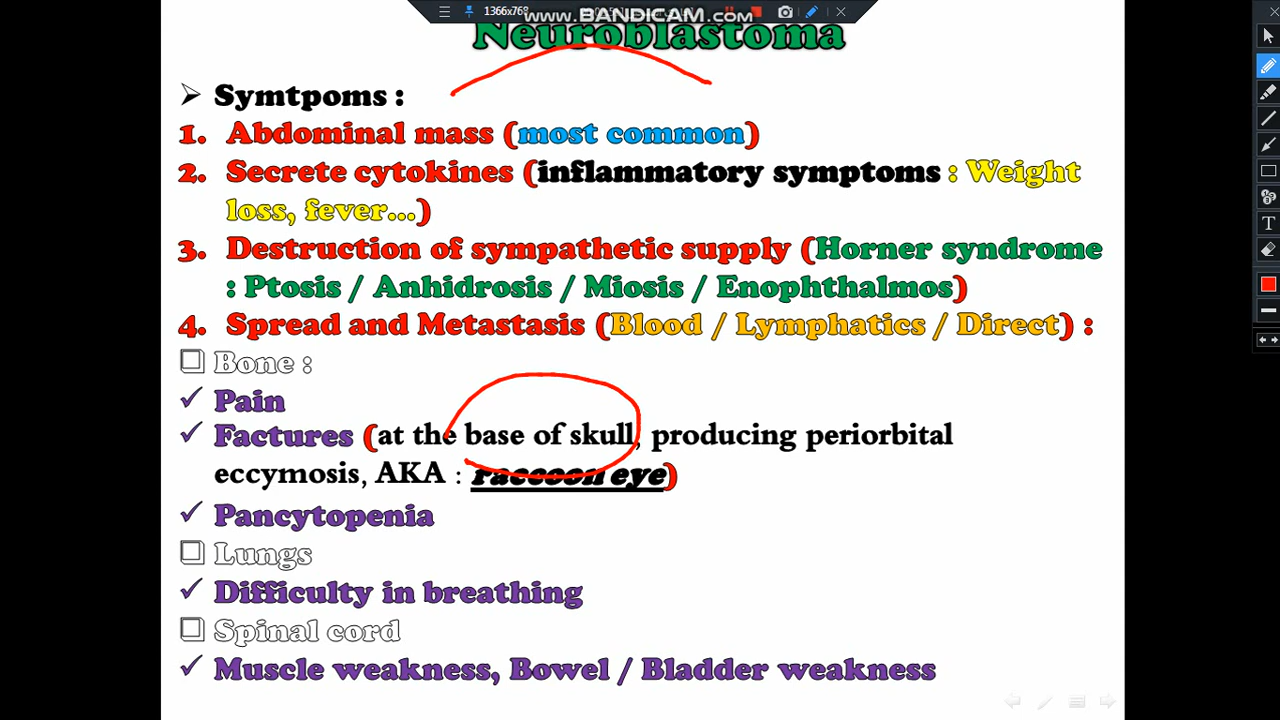 1366x768
www.BANDICAM.com
Neuroblastoma
Symtpoms :
1. Abdominal mass (most common)
2. Secrete cytokines (inflammatory symptoms : Weight
loss, fever...)
3. Destruction of sympathetic supply (Horner syndrome
: Ptosis / Anhidrosis / Miosis / Enophthalmos)
4. Spread and Metastasis (Blood / Lymphatics / Direct) :
Bone :
Pain
Factures (at the base of skull, producing periorbital
eccymosis, AKA : raccoon eye)
Pancytopenia
Lungs
Difficulty in breathing
Spinal cord
Muscle weakness, Bowel / Bladder weakness